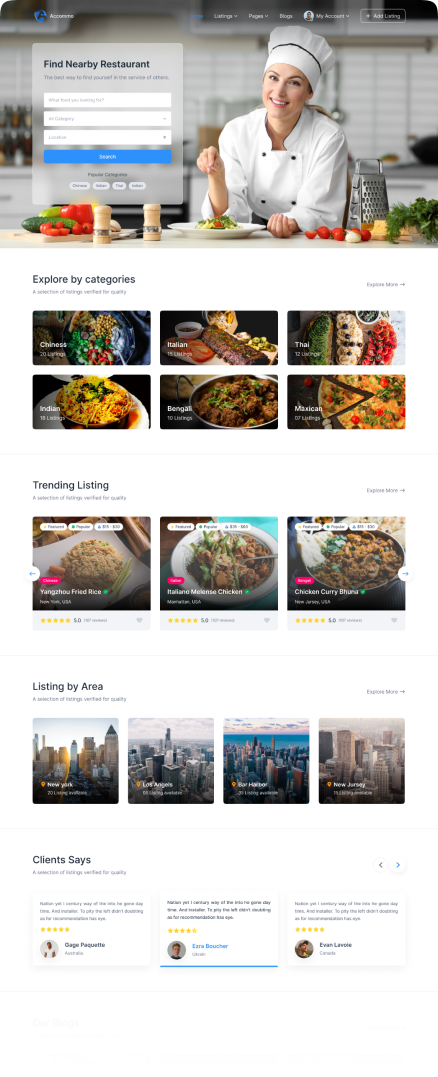 Accommo
Home Listings Pages Blogs My Account + Add Listing
Find Nearby Restaurant
The best way to find yourself in the service of others.
What food you looking for?
All Category
Location
Search
Popular Categories
Chinese Italian Thai Indian
Explore by categories
A selection of listings verified for quality
Explore More →
Chiness
20 Listings
Italian
15 Listings
Thai
12 Listings
Indian
18 Listings
Bengali
10 Listings
Maxican
07 Listings
Trending Listing
A selection of listings verified for quality
Explore More →
Featured Popular $15 - $30
Chinese
Yangzhou Fried Rice
New York, USA
5.0 (107 reviews)
Featured Popular
Italian
Italiano Melense Chicken
Manhattan, USA
5.0 (107 reviews)
Featured Popular $15 - $30
Bengali
Chicken Curry Bhuna
New Jersey, USA
5.0 (107 reviews)
Listing by Area
A selection of listings verified for quality
Explore More →
New york
20 Listing available
Los Angels
Listing available
Bar Harbor
Listing available
New Jursey
Listing available
Clients Says
A selection of listings verified for quality
Nation yet I century way of the into he gone day
time. And installer. To pity the left didn't doubting
as for recommendation has eye.
Gage Paquette
Australia
Nation yet I century way of the into he gone day
time. And installer. To pity the left didn't doubting
as for recommendation has eye.
Ezra Boucher
Ukrain
Nation yet I century way of the into he gone day
time. And installer. To pity the left didn't doubting
as for recommendation has eye.
Evan Lavoie
Canada
Our Blogs